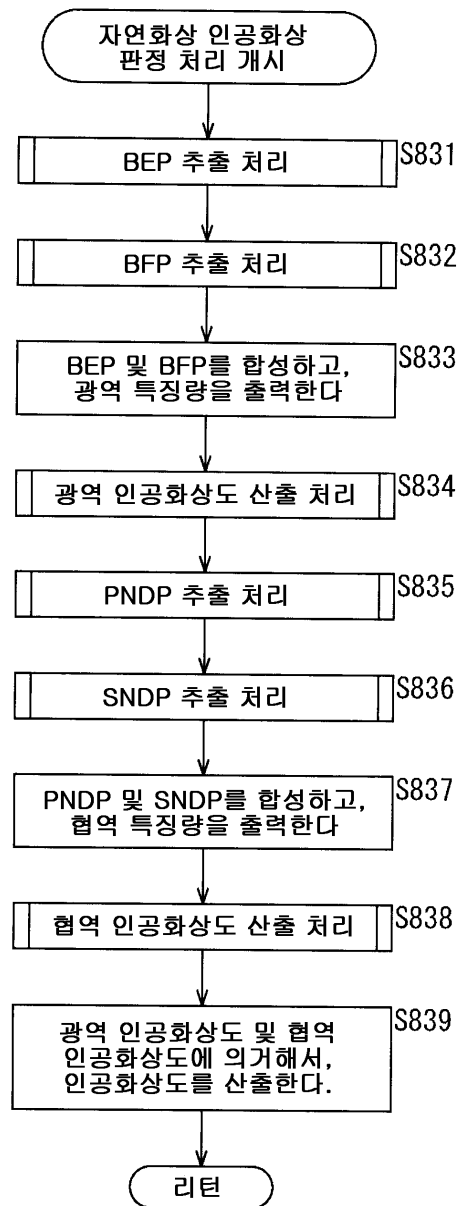 자연화상 인공화상
판정 처리 개시
BEP 추출 처리
S831
BFP 추출 처리
S832
BEP 및 BFP를 합성하고,
광역 특징량을 출력한다
S833
광역 인공화상도 산출 처리
S834
PNDP 추출 처리
S835
SNDP 추출 처리
S836
PNDP 및 SNDP를 합성하고,
협역 특징량을 출력한다
S837
협역 인공화상도 산출 처리
S838
광역 인공화상도 및 협역
인공화상도에 의거해서,
인공화상도를 산출한다.
S839
리턴